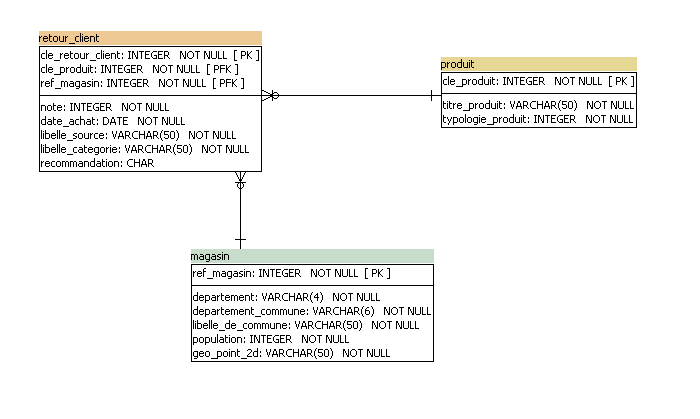 retour_client
cle_retour_client: INTEGER NOT NULL [ PK ]
cle_produit: INTEGER NOT NULL [ PFK ]
ref_magasin: INTEGER NOT NULL [ PFK ]
note: INTEGER NOT NULL
date_achat: DATE NOT NULL
libelle_source: VARCHAR(50) NOT NULL
libelle_categorie: VARCHAR(50) NOT NULL
recommandation: CHAR
produit
cle_produit: INTEGER NOT NULL [ PK ]
titre_produit: VARCHAR(50) NOT NULL
typologie_produit: INTEGER NOT NULL
magasin
ref_magasin: INTEGER NOT NULL [ PK ]
departement: VARCHAR(4) NOT NULL
departement_commune: VARCHAR(6) NOT NULL
libelle_de_commune: VARCHAR(50) NOT NULL
population: INTEGER NOT NULL
geo_point_2d: VARCHAR(50) NOT NULL